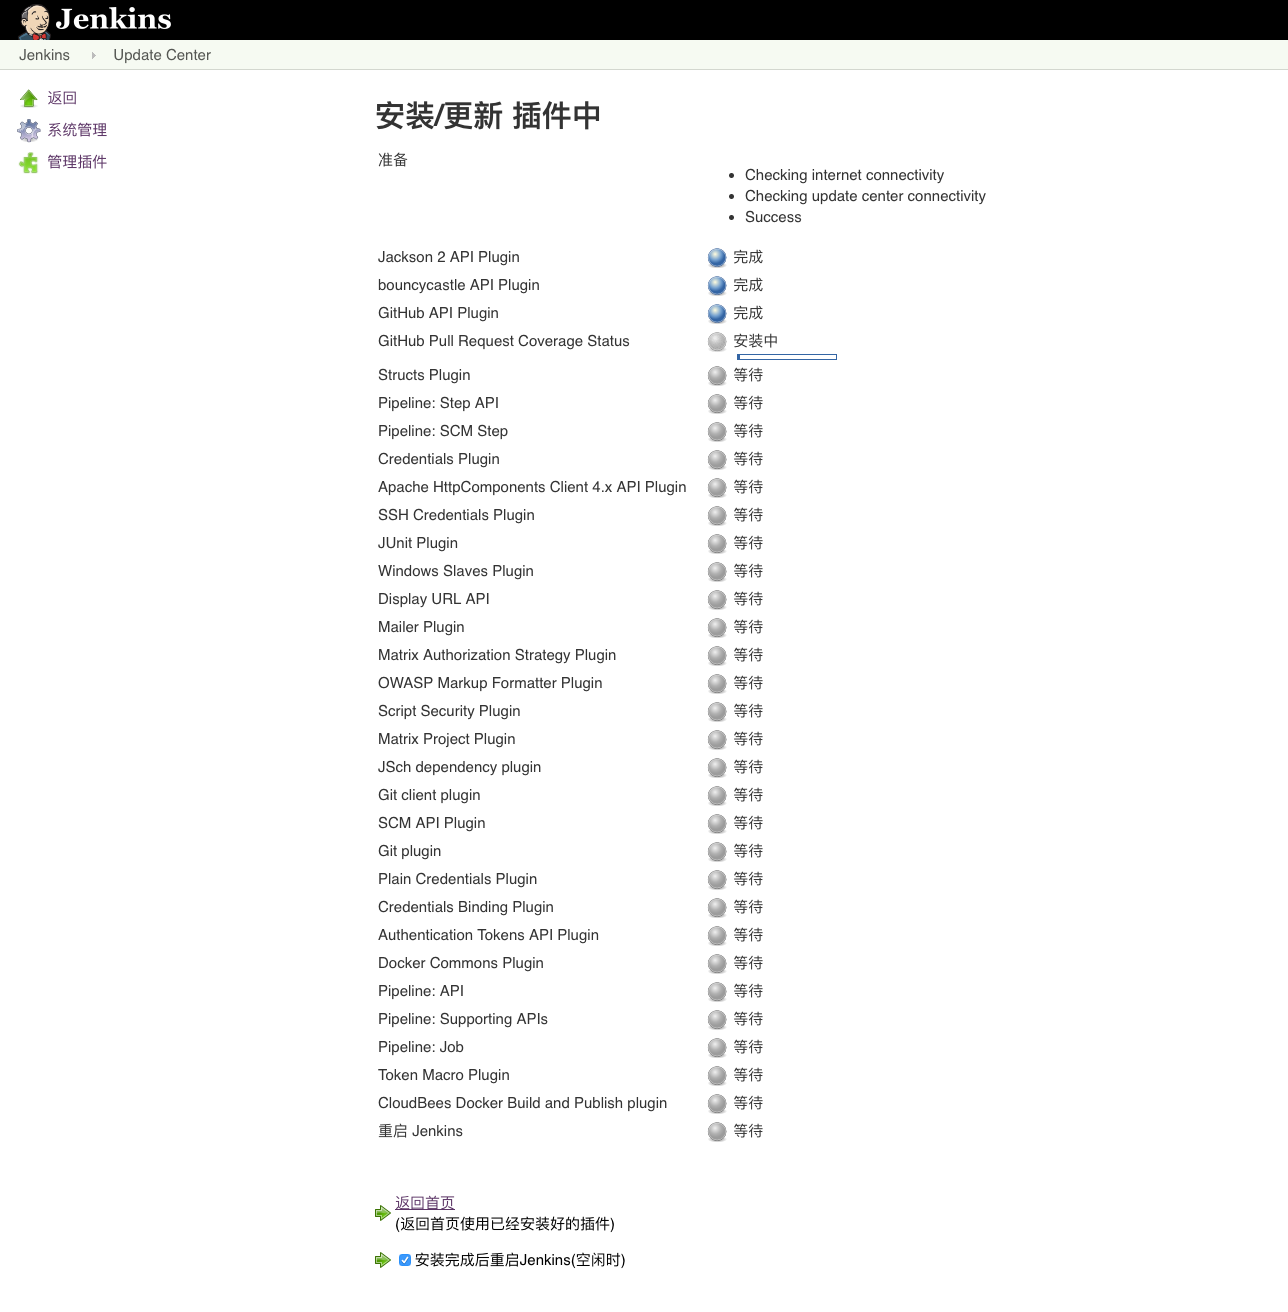 Jenkins
Jenkins Update Center
返回
系统管理
管理插件
安装/更新 插件中
准备
Checking internet connectivity
Checking update center connectivity
Success
Jackson 2 API Plugin 完成
bouncycastle API Plugin 完成
GitHub API Plugin 完成
GitHub Pull Request Coverage Status 安装中
Structs Plugin 等待
Pipeline: Step API 等待
Pipeline: SCM Step 等待
Credentials Plugin 等待
Apache HttpComponents Client 4.x API Plugin 等待
SSH Credentials Plugin 等待
JUnit Plugin 等待
Windows Slaves Plugin 等待
Display URL API 等待
Mailer Plugin 等待
Matrix Authorization Strategy Plugin 等待
OWASP Markup Formatter Plugin 等待
Script Security Plugin 等待
Matrix Project Plugin 等待
JSch dependency plugin 等待
Git client plugin 等待
SCM API Plugin 等待
Git plugin 等待
Plain Credentials Plugin 等待
Credentials Binding Plugin 等待
Authentication Tokens API Plugin 等待
Docker Commons Plugin 等待
Pipeline: API 等待
Pipeline: Supporting APIs 等待
Pipeline: Job 等待
Token Macro Plugin 等待
CloudBees Docker Build and Publish plugin 等待
重启 Jenkins 等待
返回首页
(返回首页使用已经安装好的插件)
安装完成后重启Jenkins(空闲时)